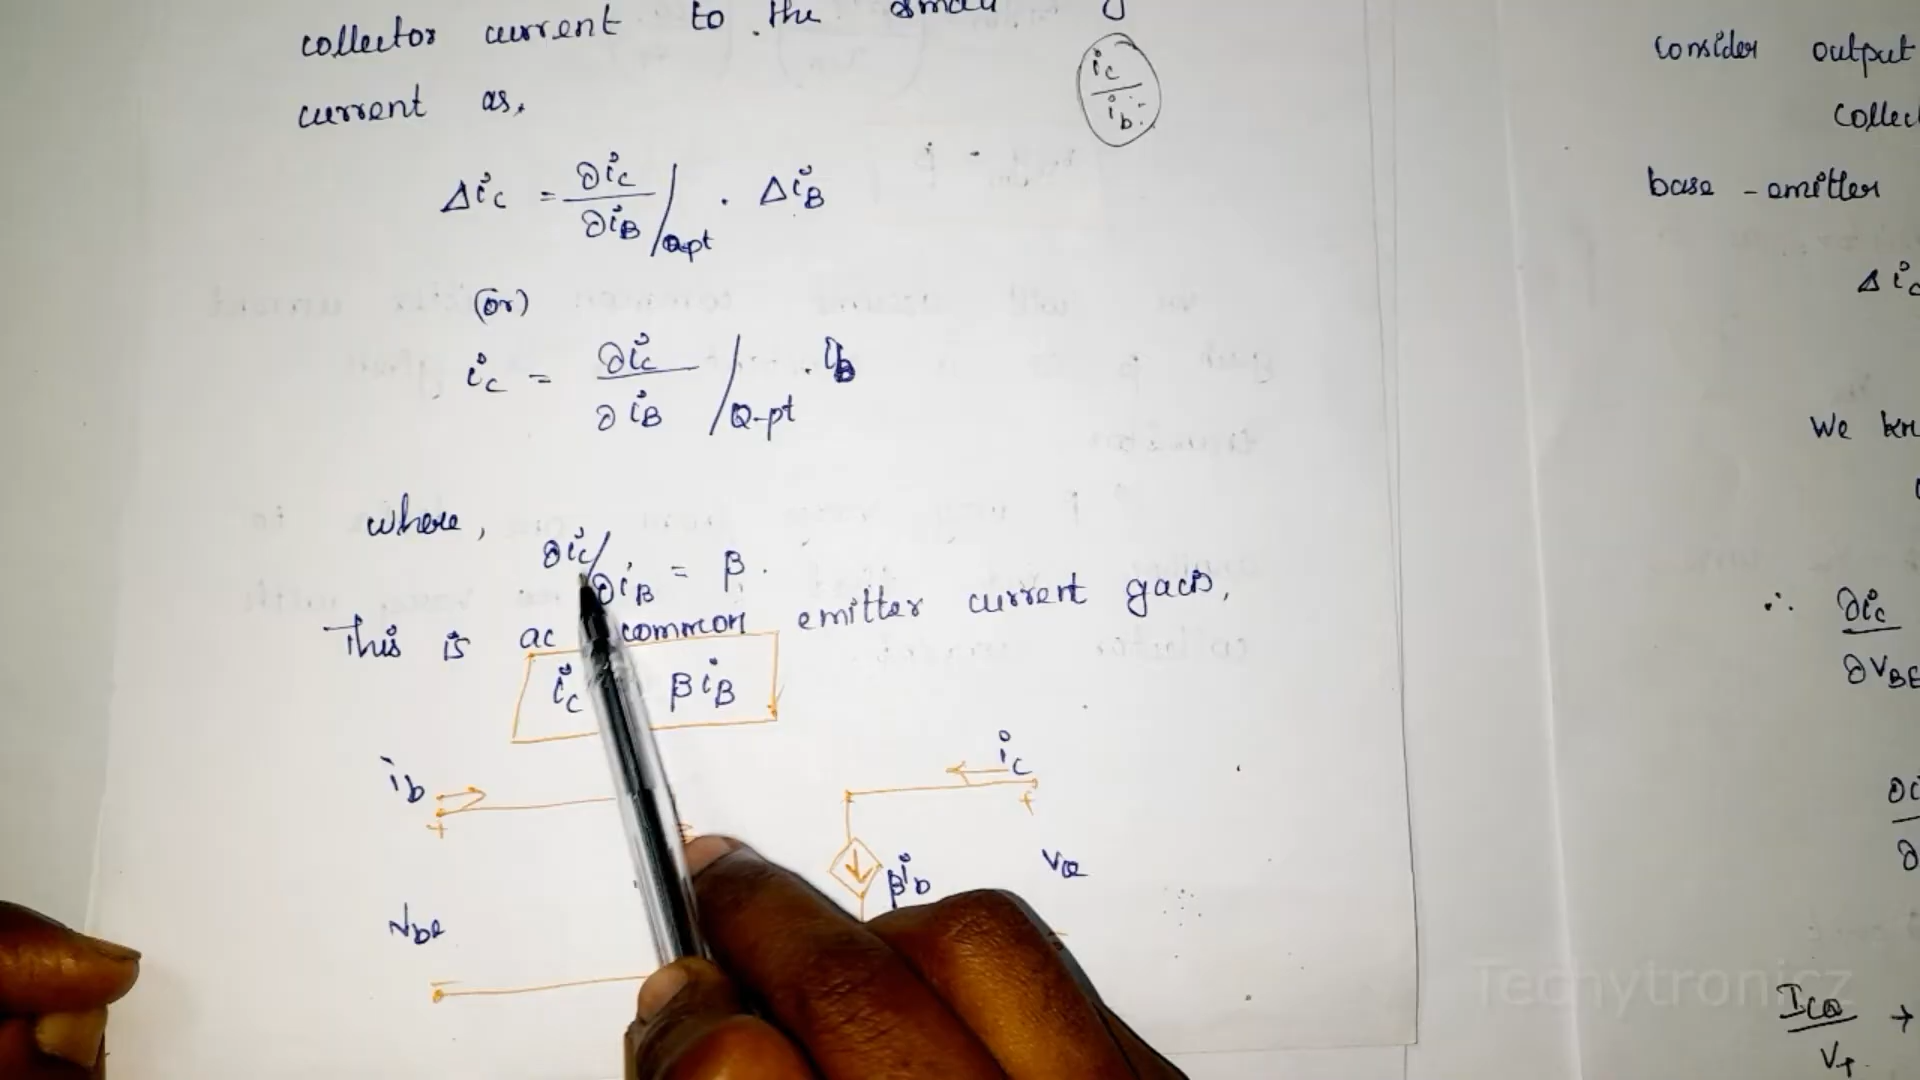 collector current to the small
current as,
ic
ib
Δic = ∂ic / ∂iB |Q-pt . ΔiB
(or)
ic = ∂ic / ∂iB |Q-pt . ib
where,
∂ic/∂iB = β.
This is ac common emitter current gain,
ic βiB
ib
+
ic
+
βib
Vce
Vbe
consider output
collec
base - emitter
Δic
We kn
∴ ∂ic
∂VBE
∂i
∂
ICQ →
VT
Techytronicz